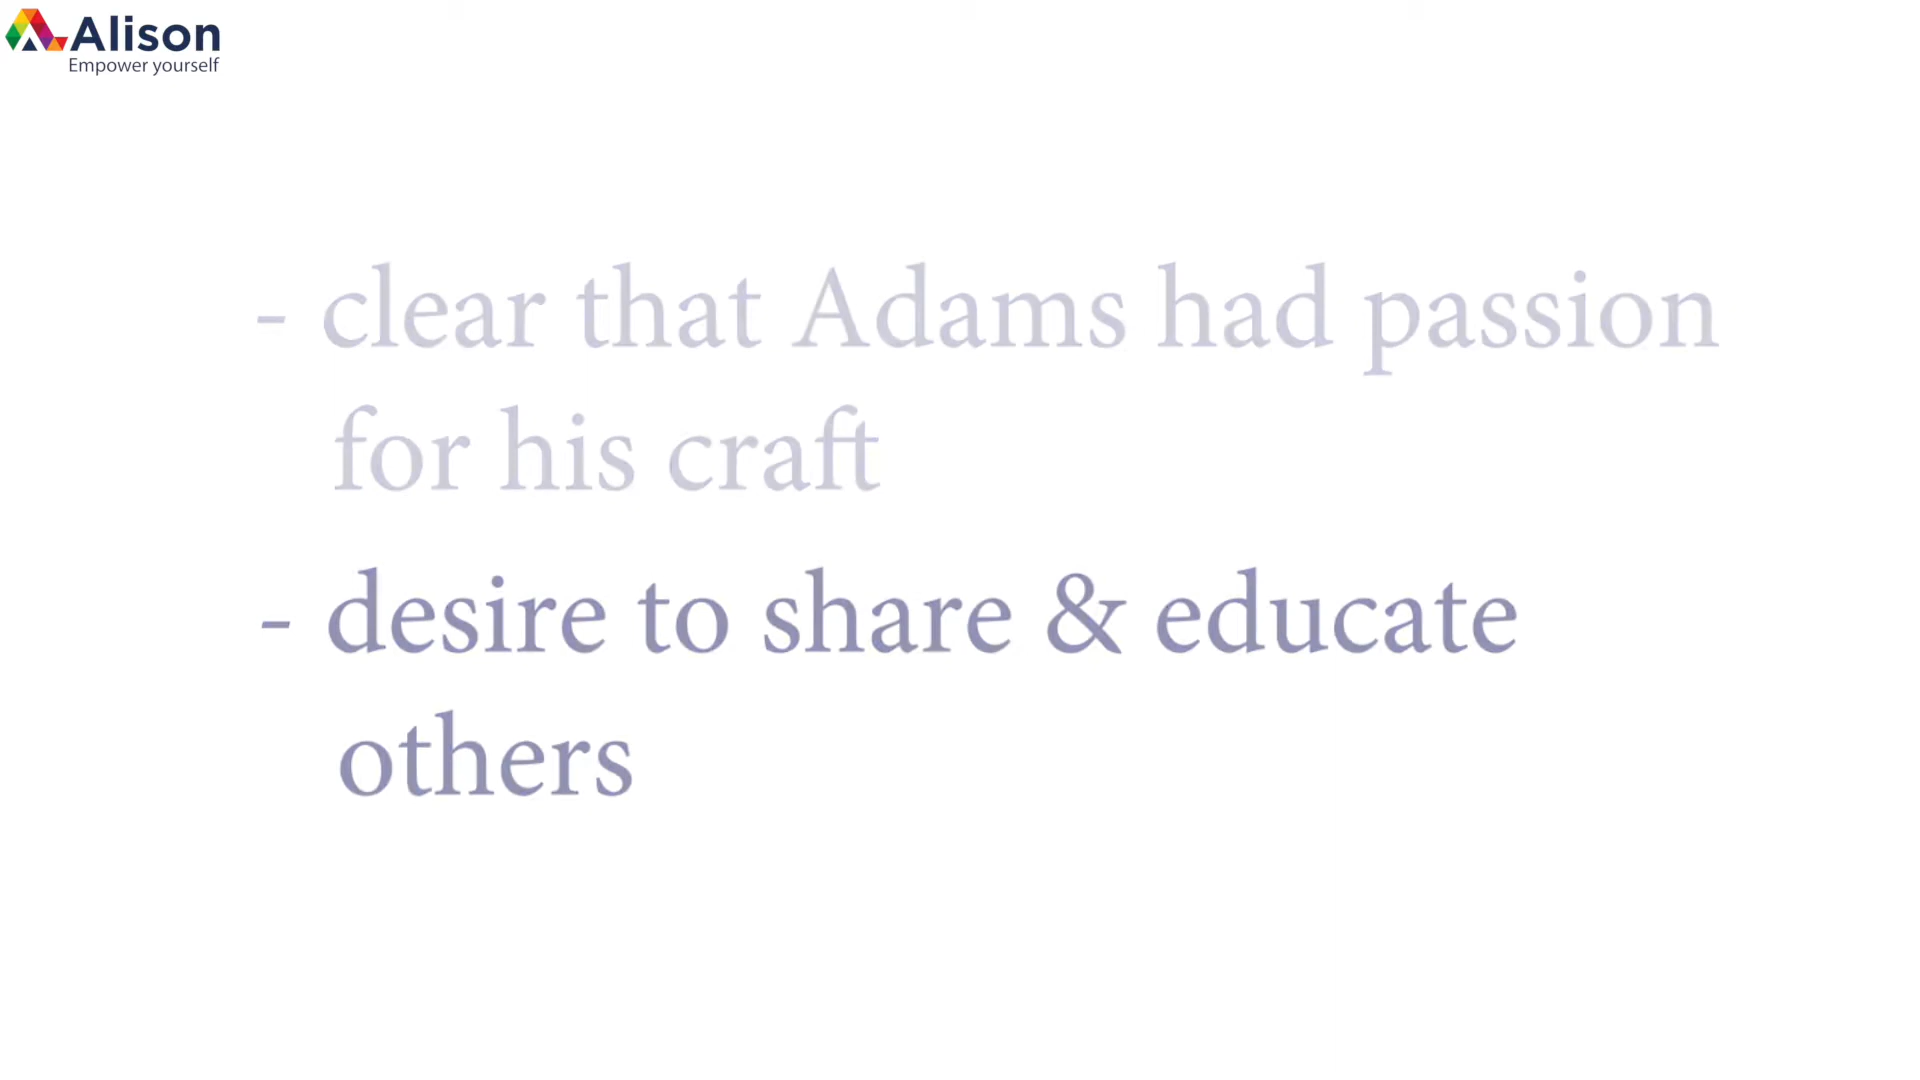 Alison
Empower yourself
- clear that Adams had passion
for his craft
- desire to share & educate
others